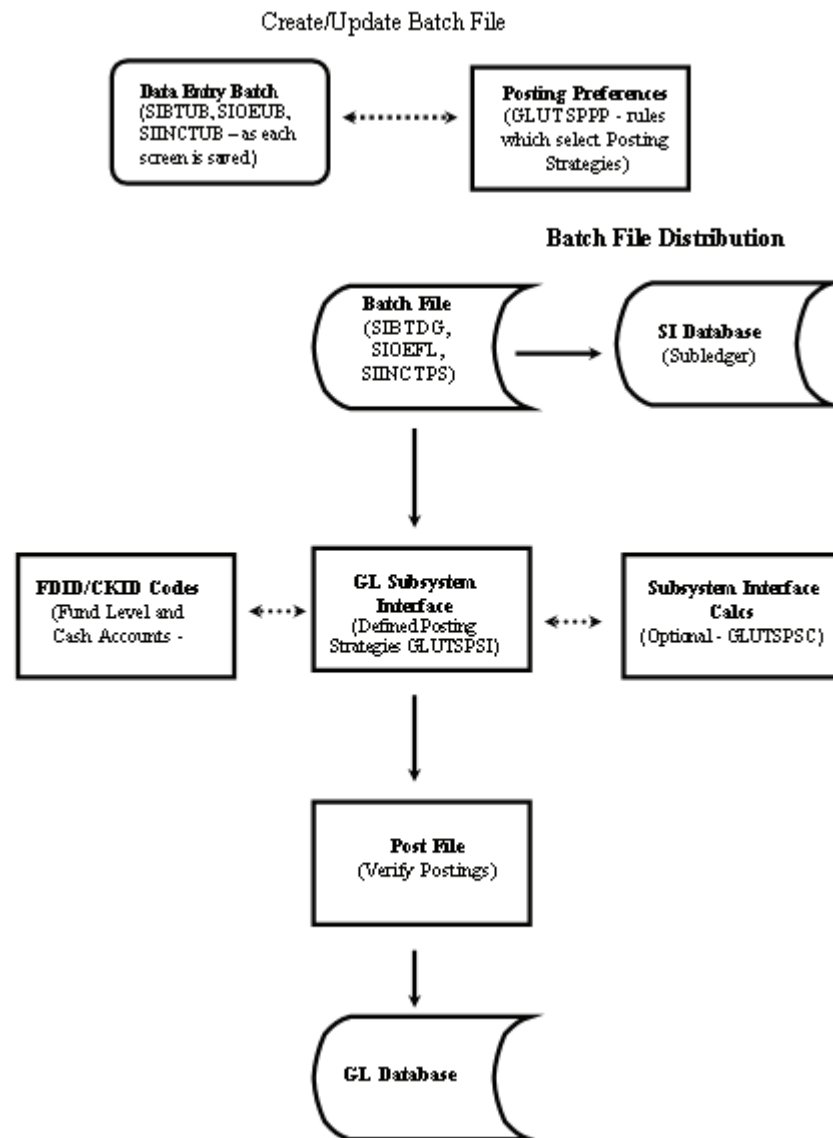 Create/Update Batch File
Data Entry Batch
(SIBTUB, SIOEUB,
SIINCTUB – as each
screen is saved)
Posting Preferences
(GLUTSPPP - rules
which select Posting
Strategies)
Batch File Distribution
Batch File
(SIBTDG,
SIOEFL,
SIINCTPS)
SI Database
(Subledger)
FDID/CKID Codes
(Fund Level and
Cash Accounts -
GL Subsystem
Interface
(Defined Posting
Strategies GLUTSPSI)
Subsystem Interface
Calcs
(Optional - GLUTSPSC)
Post File
(Verify Postings)
GL Database